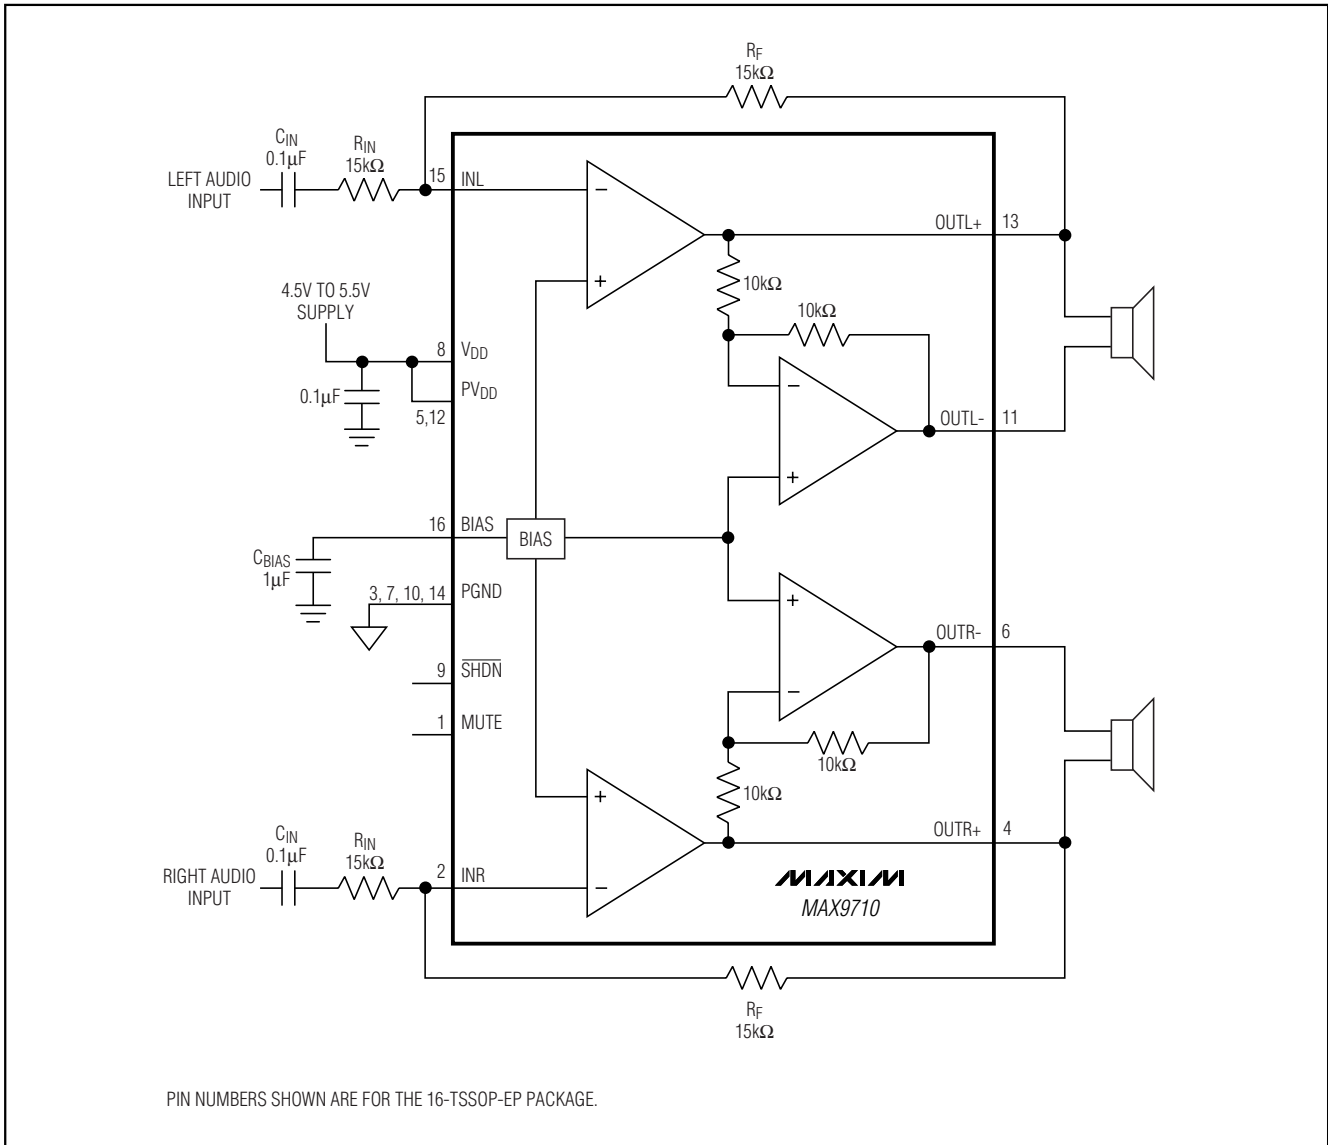 RF
15kΩ
CIN
0.1μF
RIN
15kΩ
LEFT AUDIO
INPUT
15
INL
−
+
OUTL+
13
10kΩ
10kΩ
4.5V TO 5.5V
SUPPLY
8
VDD
0.1μF
PVDD
5,12
−
+
OUTL-
11
16
BIAS
BIAS
CBIAS
1μF
3, 7, 10, 14
PGND
+
−
OUTR-
6
9
SHDN
1
MUTE
10kΩ
10kΩ
+
−
OUTR+
4
CIN
0.1μF
RIN
15kΩ
RIGHT AUDIO
INPUT
2
INR
MAXIM
MAX9710
RF
15kΩ
PIN NUMBERS SHOWN ARE FOR THE 16-TSSOP-EP PACKAGE.